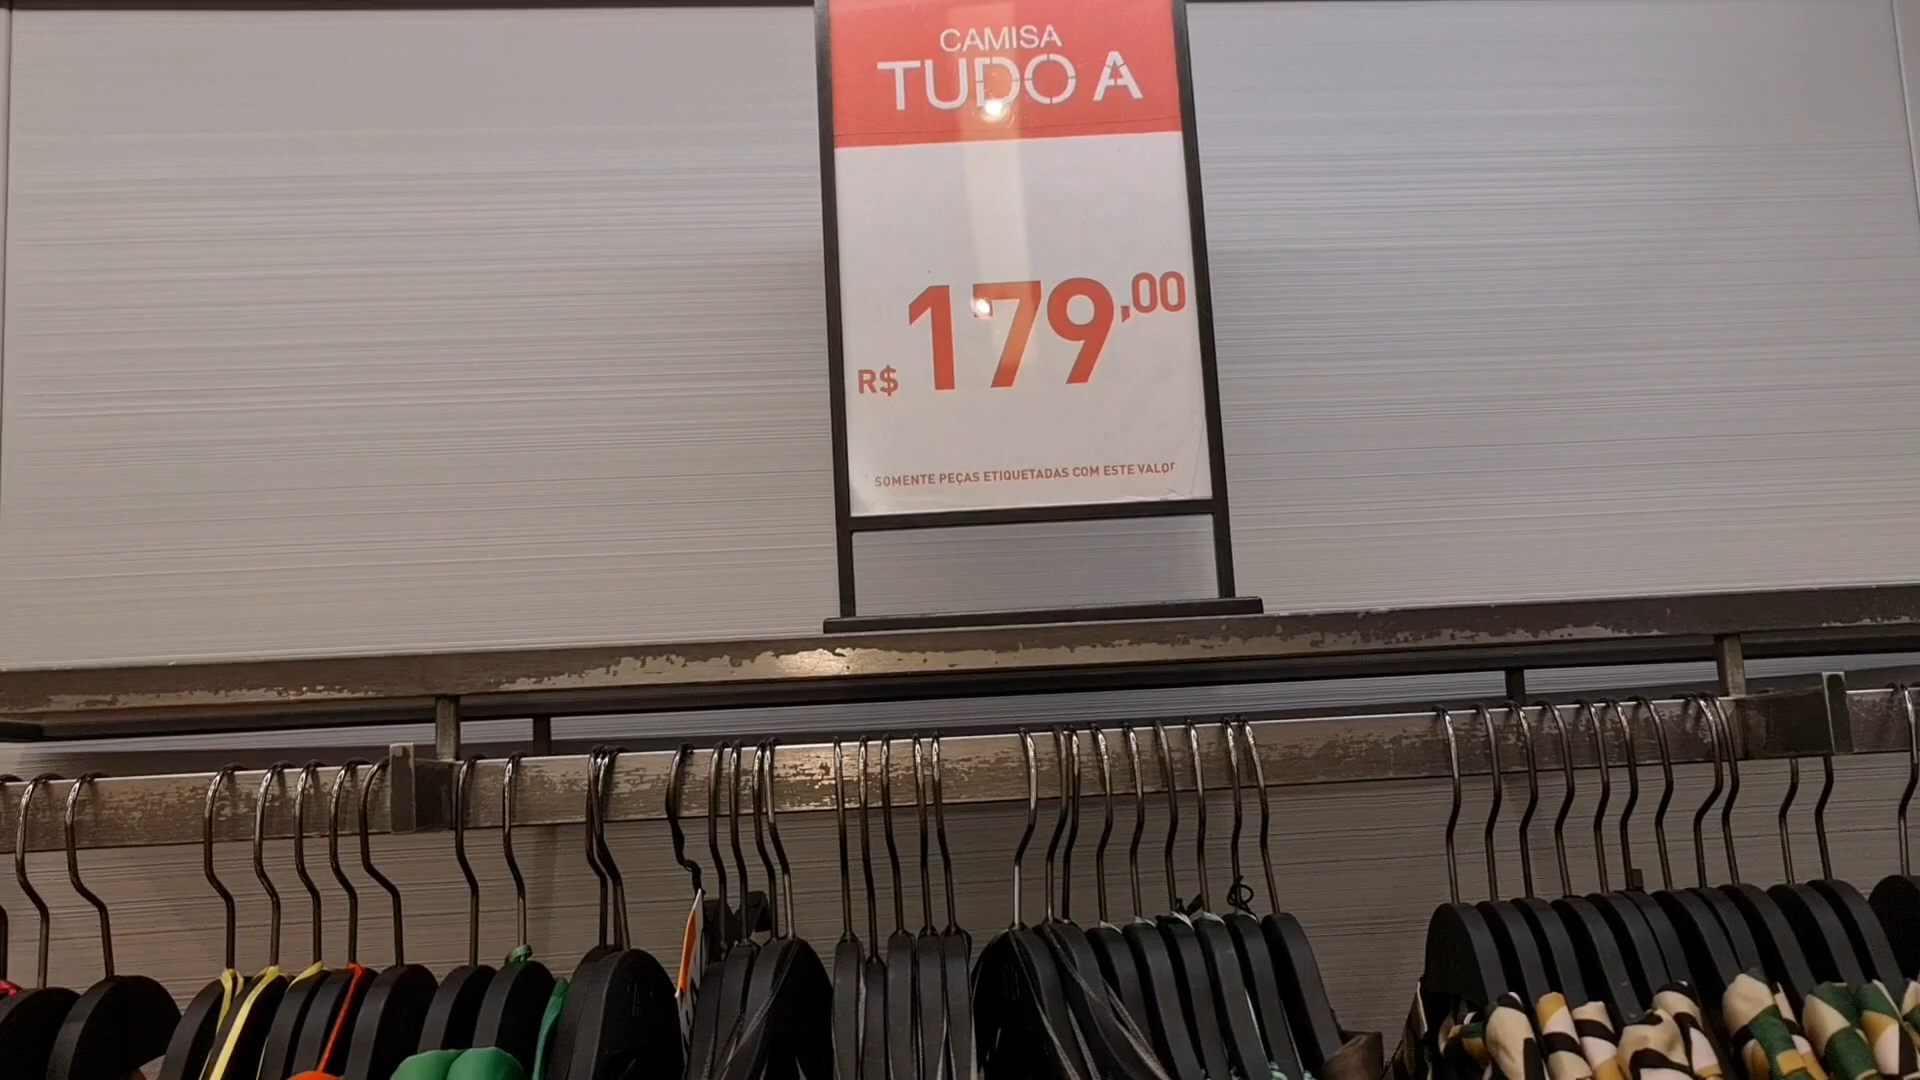 CAMISA
TUDO A
R$ 179,00
SOMENTE PEÇAS ETIQUETADAS COM ESTE VALOR